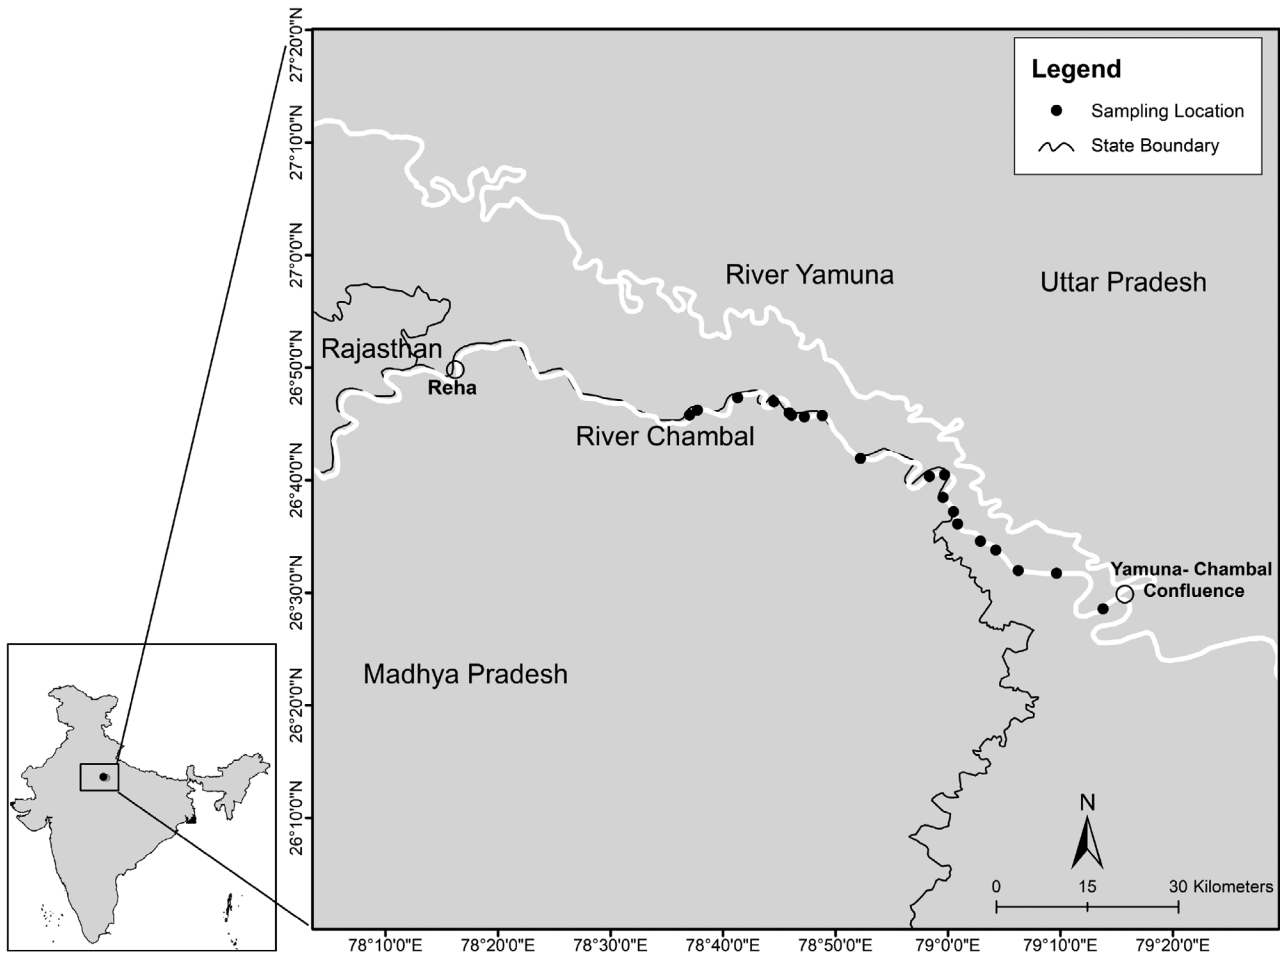 Legend
Sampling Location
State Boundary
27°20'0"N
27°10'0"N
27°0'0"N
26°50'0"N
26°40'0"N
26°30'0"N
26°20'0"N
26°10'0"N
River Yamuna
Uttar Pradesh
Rajasthan
Reha
River Chambal
Yamuna- Chambal
Confluence
Madhya Pradesh
N
0 15 30 Kilometers
78°10'0"E 78°20'0"E 78°30'0"E 78°40'0"E 78°50'0"E 79°0'0"E 79°10'0"E 79°20'0"E